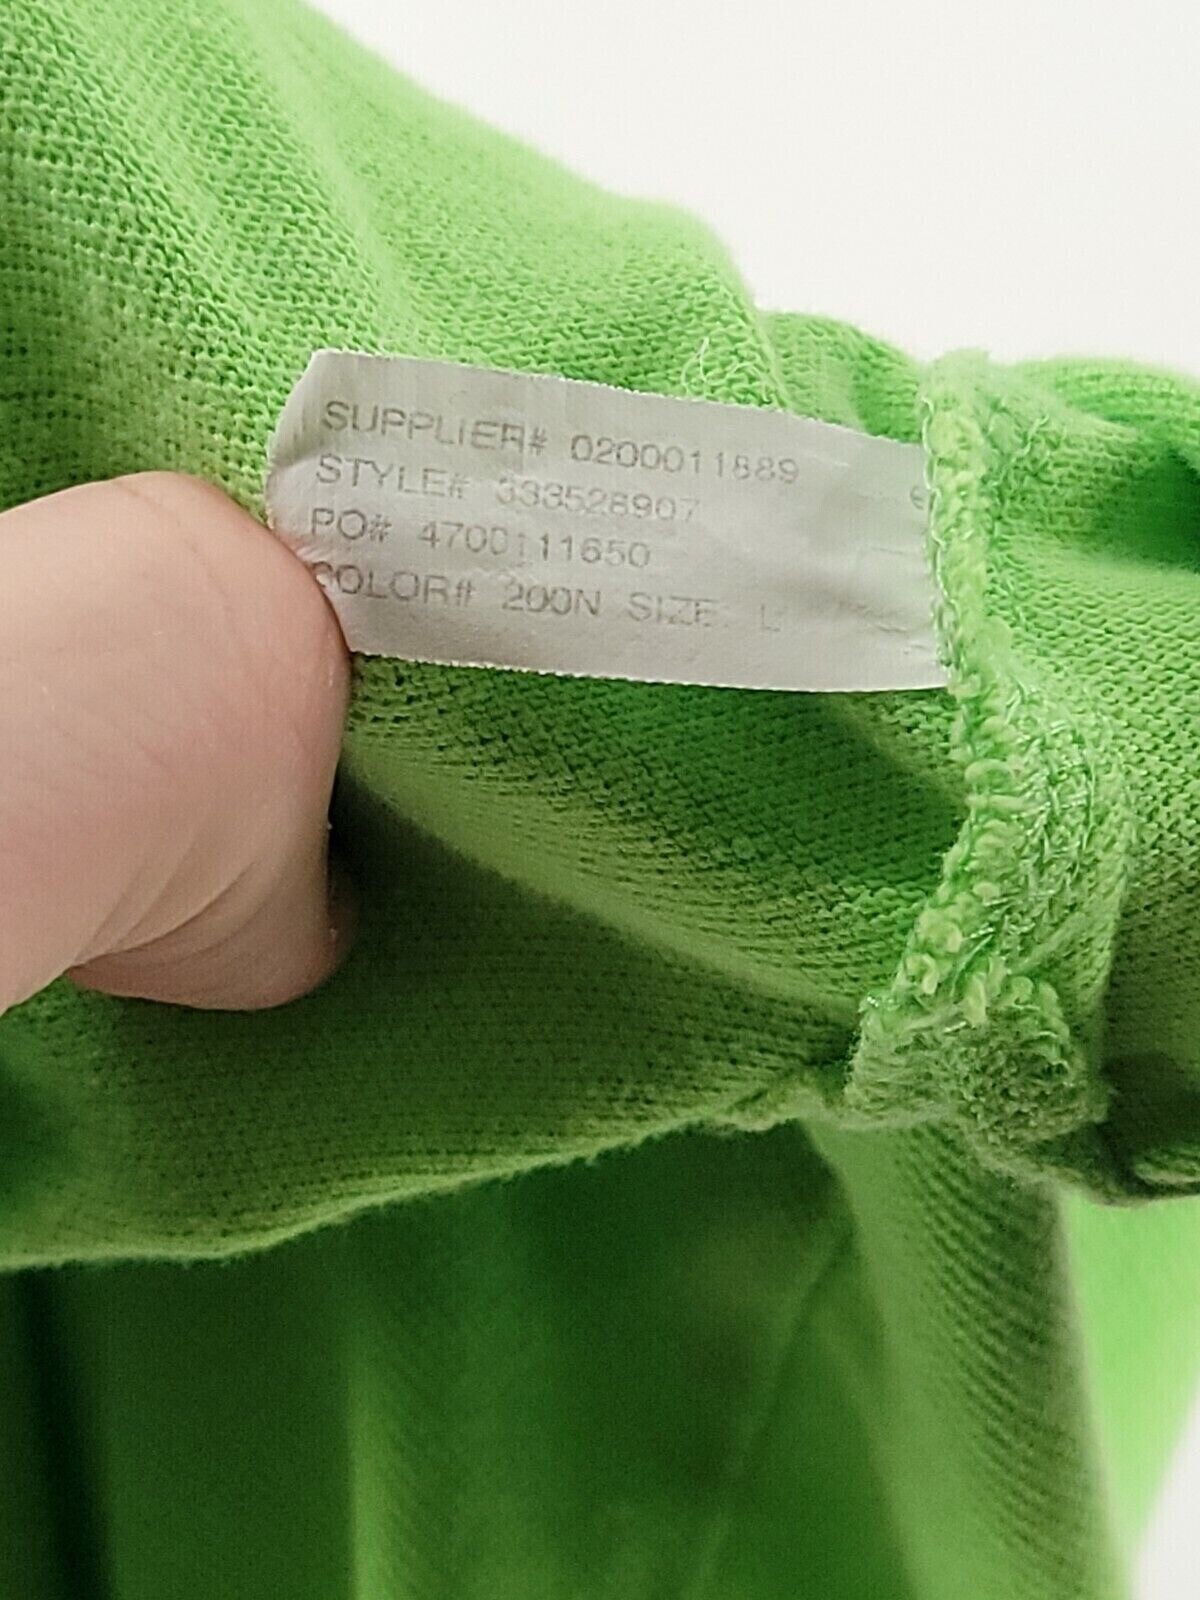 SUPPLIER# 0200011889
STYLE# 333528907
PO# 4700111650
COLOR# 200N SIZE: L